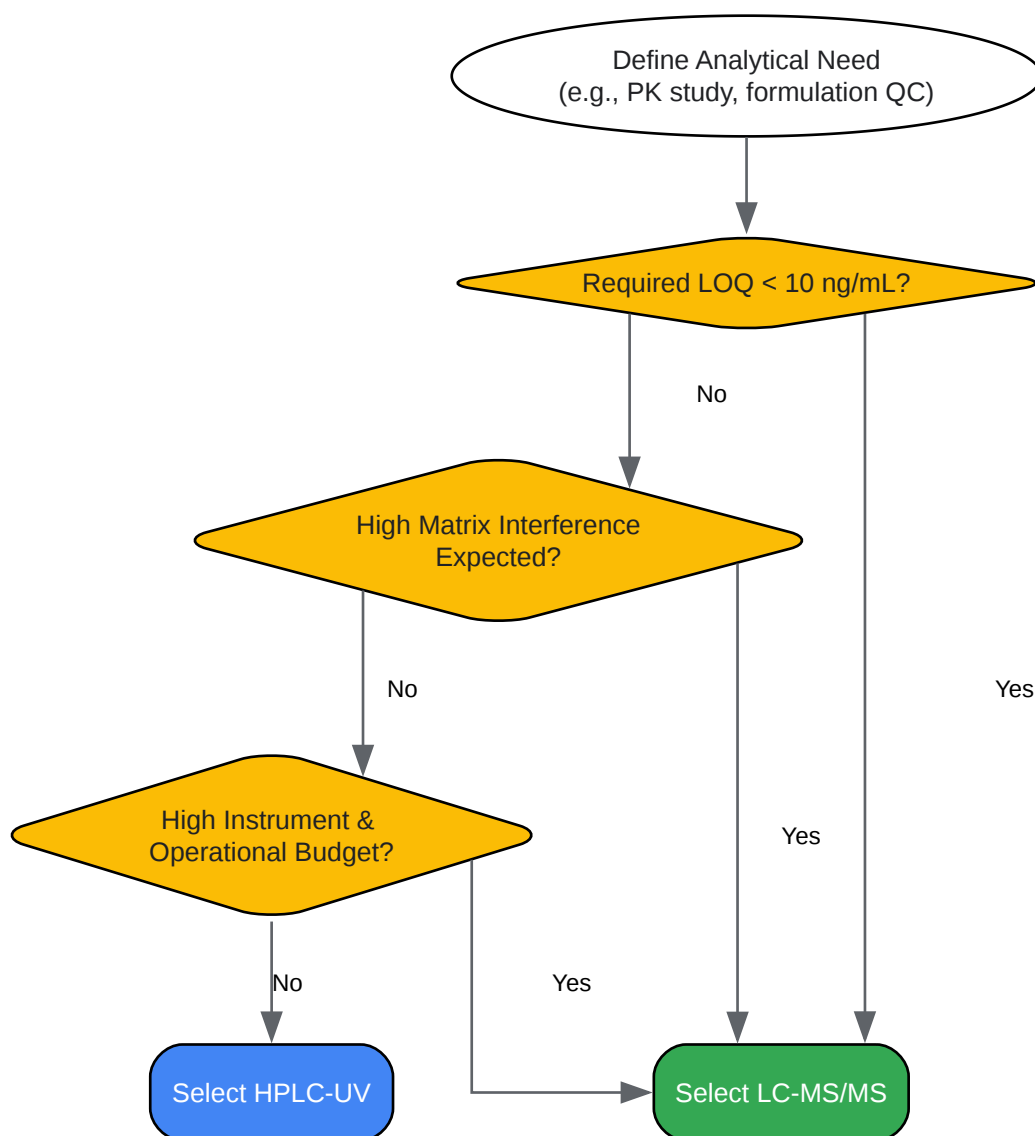 Define Analytical Need
(e.g., PK study, formulation QC)
Required LOQ < 10 ng/mL?
No
High Matrix Interference
Expected?
No
Yes
High Instrument &
Operational Budget?
Yes
No
Yes
Select HPLC-UV
Select LC-MS/MS